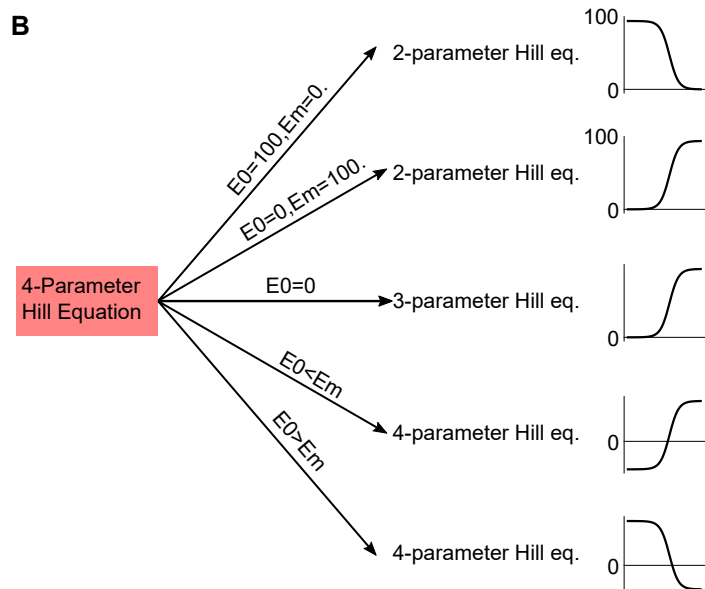 B
100
2-parameter Hill eq.
0
E0=100,Em=0.
100
2-parameter Hill eq.
0
E0=0,Em=100.
4-Parameter
Hill Equation
E0=0
3-parameter Hill eq.
0
E0<Em
4-parameter Hill eq.
0
E0>Em
4-parameter Hill eq.
0